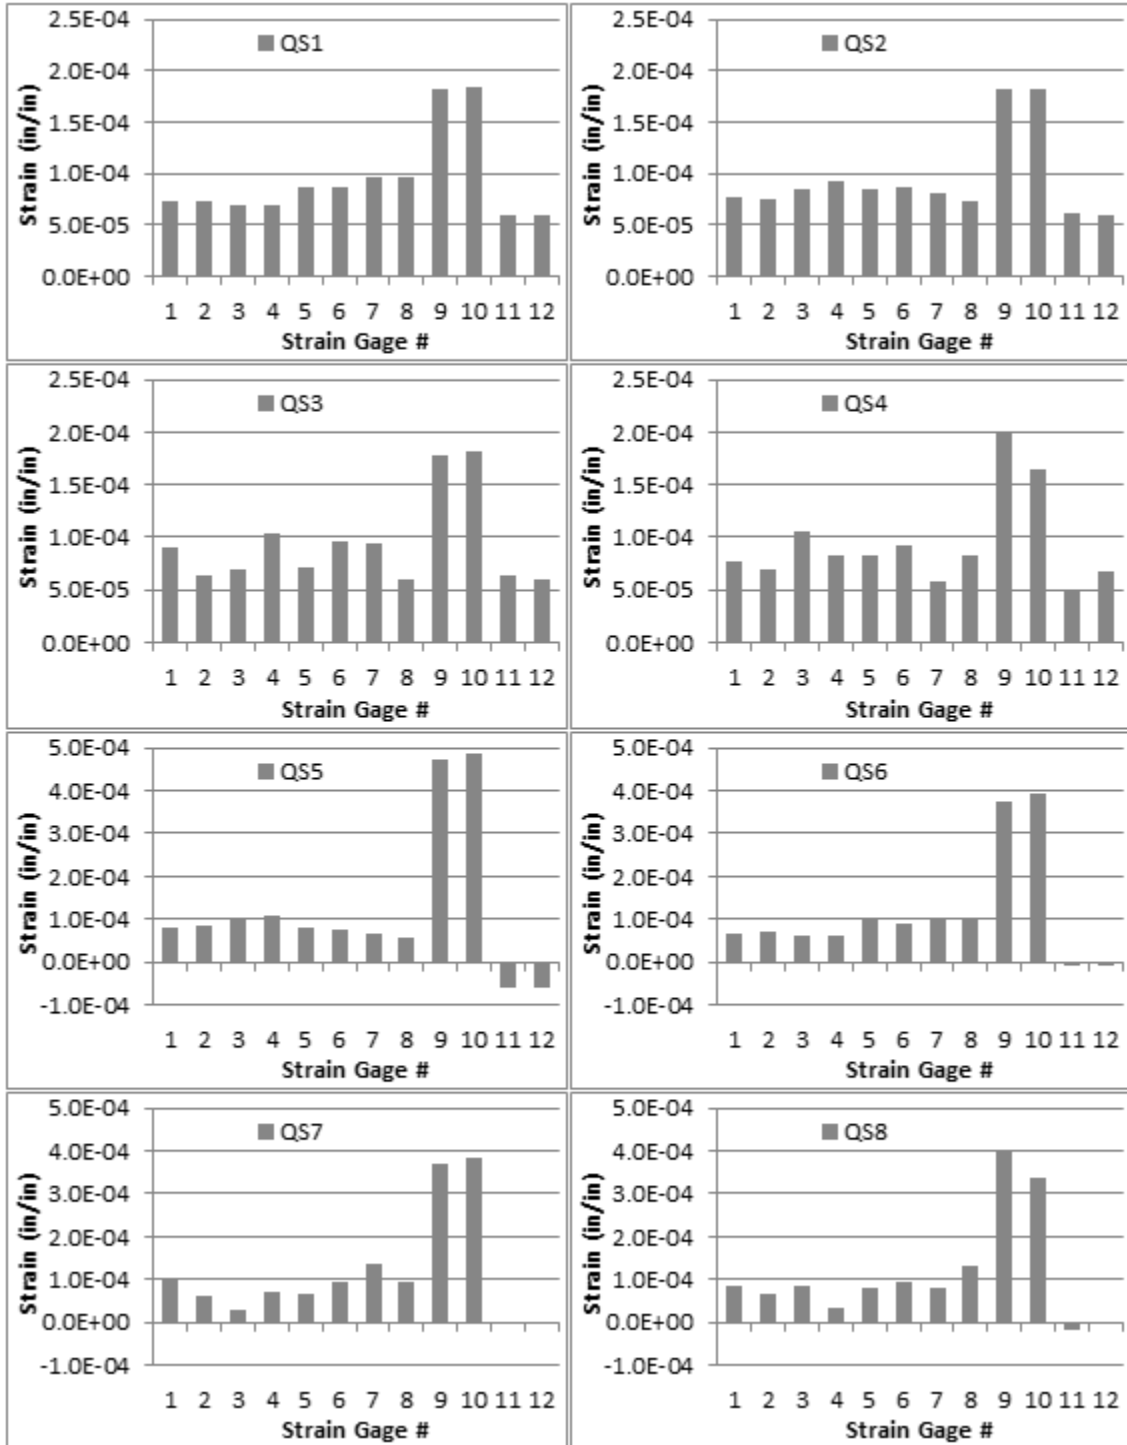 2.5E-04
2.0E-04
1.5E-04
1.0E-04
5.0E-05
0.0E+00
Strain (in/in)
QS1
1 2 3 4 5 6 7 8 9 10 11 12
Strain Gage #
2.5E-04
2.0E-04
1.5E-04
1.0E-04
5.0E-05
0.0E+00
Strain (in/in)
QS2
1 2 3 4 5 6 7 8 9 10 11 12
Strain Gage #
2.5E-04
2.0E-04
1.5E-04
1.0E-04
5.0E-05
0.0E+00
Strain (in/in)
QS3
1 2 3 4 5 6 7 8 9 10 11 12
Strain Gage #
2.5E-04
2.0E-04
1.5E-04
1.0E-04
5.0E-05
0.0E+00
Strain (in/in)
QS4
1 2 3 4 5 6 7 8 9 10 11 12
Strain Gage #
5.0E-04
4.0E-04
3.0E-04
2.0E-04
1.0E-04
0.0E+00
-1.0E-04
Strain (in/in)
QS5
1 2 3 4 5 6 7 8 9 10 11 12
Strain Gage #
5.0E-04
4.0E-04
3.0E-04
2.0E-04
1.0E-04
0.0E+00
-1.0E-04
Strain (in/in)
QS6
1 2 3 4 5 6 7 8 9 10 11 12
Strain Gage #
5.0E-04
4.0E-04
3.0E-04
2.0E-04
1.0E-04
0.0E+00
-1.0E-04
Strain (in/in)
QS7
1 2 3 4 5 6 7 8 9 10 11 12
Strain Gage #
5.0E-04
4.0E-04
3.0E-04
2.0E-04
1.0E-04
0.0E+00
-1.0E-04
Strain (in/in)
QS8
1 2 3 4 5 6 7 8 9 10 11 12
Strain Gage #